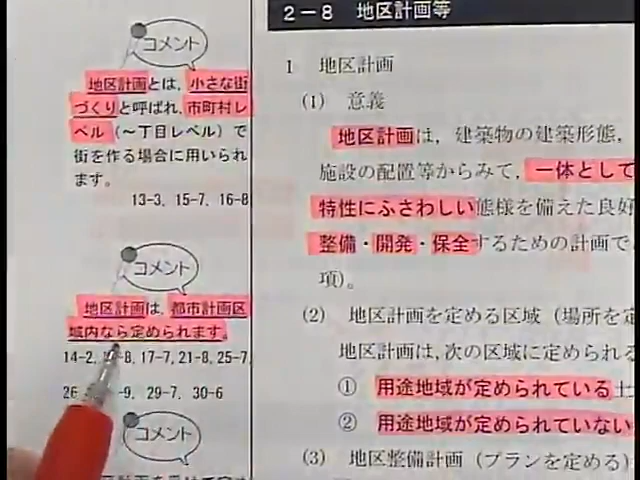 2－8 地区計画等
コメント
地区計画とは，小さな街
づくりと呼ばれ，市町村レ
ベル（～丁目レベル）で
街を作る場合に用いられ
ます。
13-3, 15-7, 16-8
コメント
地区計画は，都市計画区
域内なら定められます。
14-2, -8, 17-7, 21-8, 25-7,
26 -9, 29-7, 30-6
コメント
1 地区計画
(1) 意義
地区計画は，建築物の建築形態，
施設の配置等からみて，一体として
特性にふさわしい態様を備えた良好
整備・開発・保全するための計画で
項)。
(2) 地区計画を定める区域（場所を定
地区計画は，次の区域に定められ
① 用途地域が定められている土
② 用途地域が定められていない
(3) 地区整備計画（プランを定める）